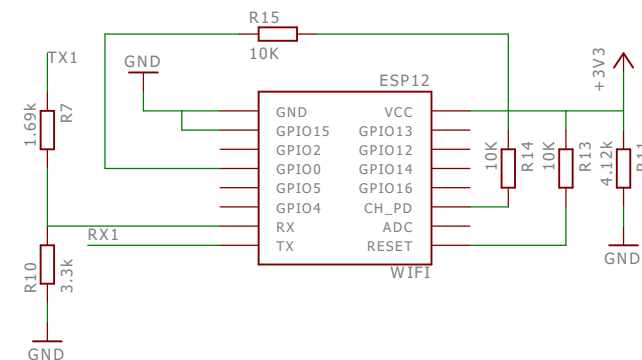 R15
10K
TX1
GND
ESP12
+3V3
1.69k
R7
GND
VCC
GPIO15
GPIO13
GPIO2
GPIO12
GPIO0
GPIO14
GPIO5
GPIO16
GPIO4
CH_PD
RX
ADC
TX
RESET
WIFI
10K
R14
10K
R13
4.12k
R11
RX1
R10
3.3k
GND
GND